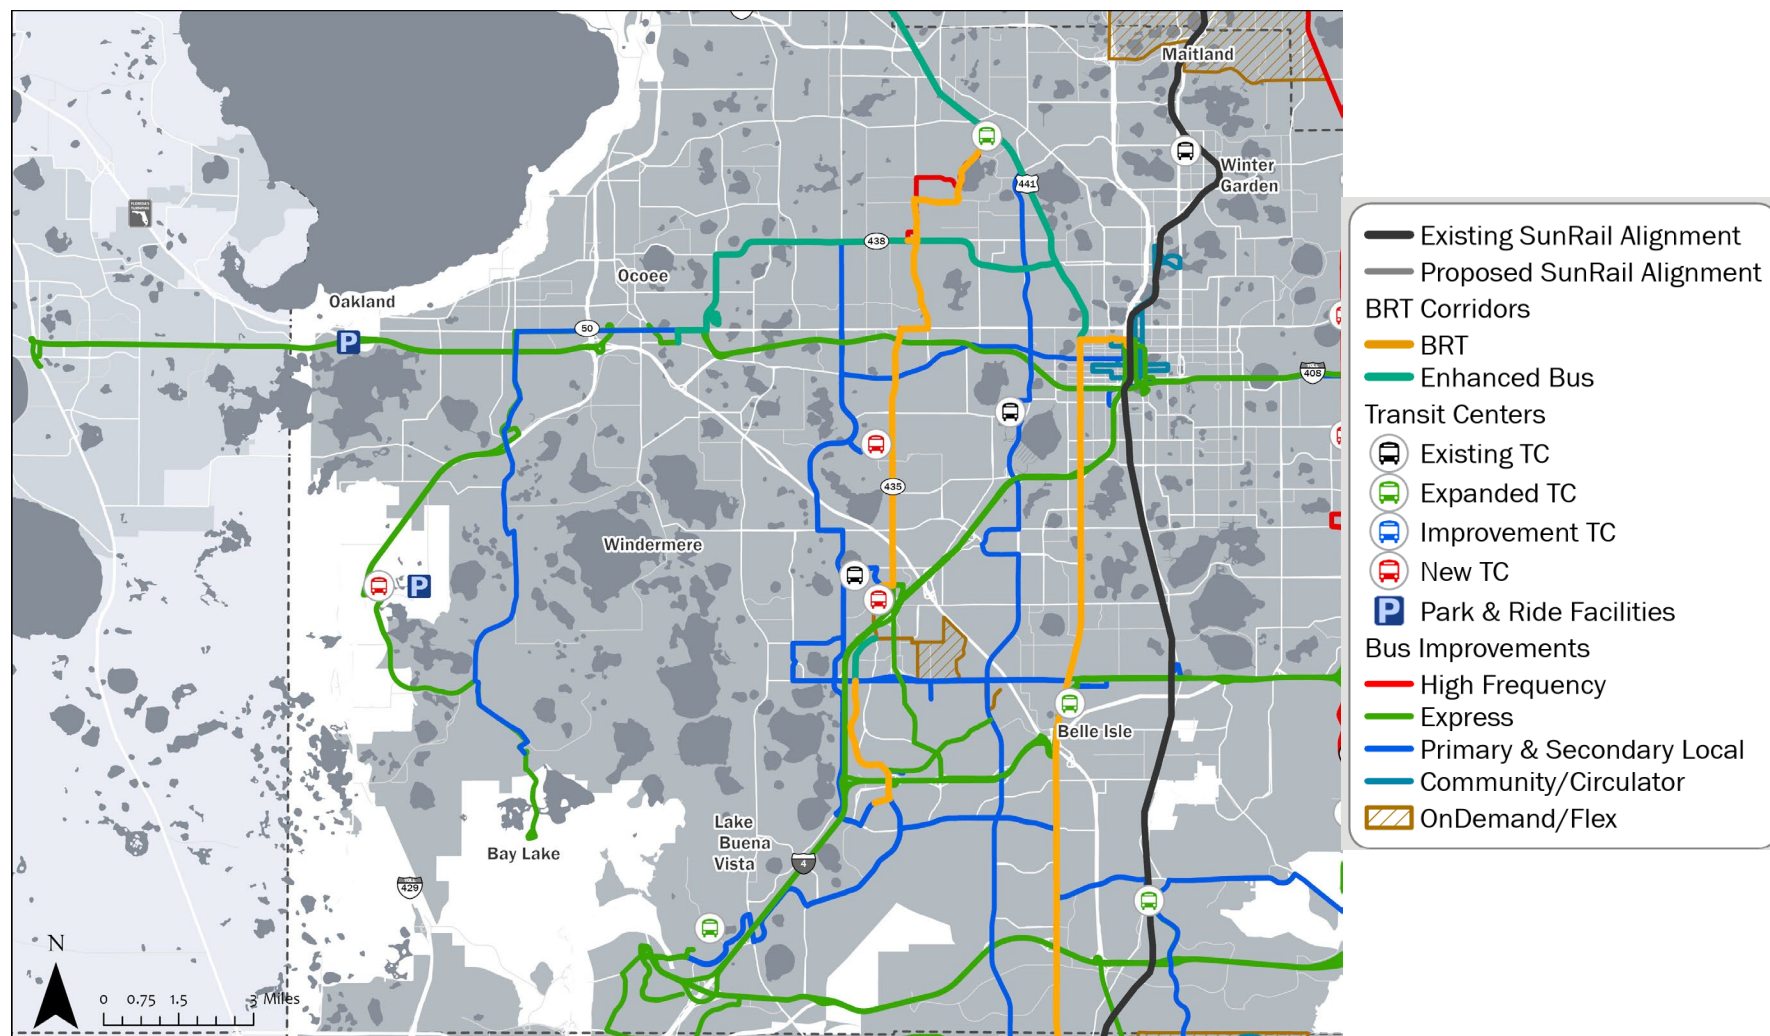 Maitland
Winter
Garden
441
438
Ocoee
Oakland
50
TOLL
408
435
Windermere
Belle Isle
Lake
Buena
Vista
4
Bay Lake
TOLL
429
N
0 0.75 1.5 3 Miles
Existing SunRail Alignment
Proposed SunRail Alignment
BRT Corridors
BRT
Enhanced Bus
Transit Centers
Existing TC
Expanded TC
Improvement TC
New TC
P Park & Ride Facilities
Bus Improvements
High Frequency
Express
Primary & Secondary Local
Community/Circulator
OnDemand/Flex
P
P